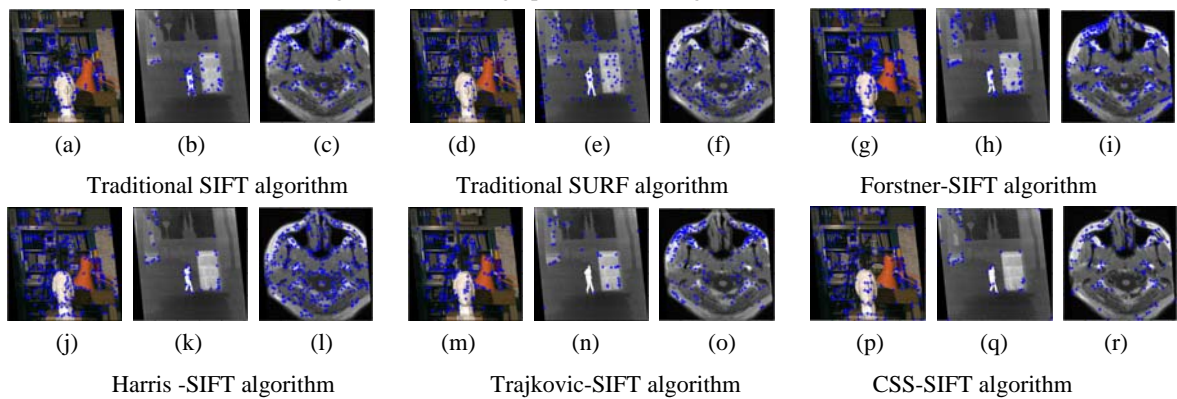 (a) (b) (c) (d) (e) (f) (g) (h) (i)
Traditional SIFT algorithm Traditional SURF algorithm Forstner-SIFT algorithm
(j) (k) (l) (m) (n) (o) (p) (q) (r)
Harris -SIFT algorithm Trajkovic-SIFT algorithm CSS-SIFT algorithm